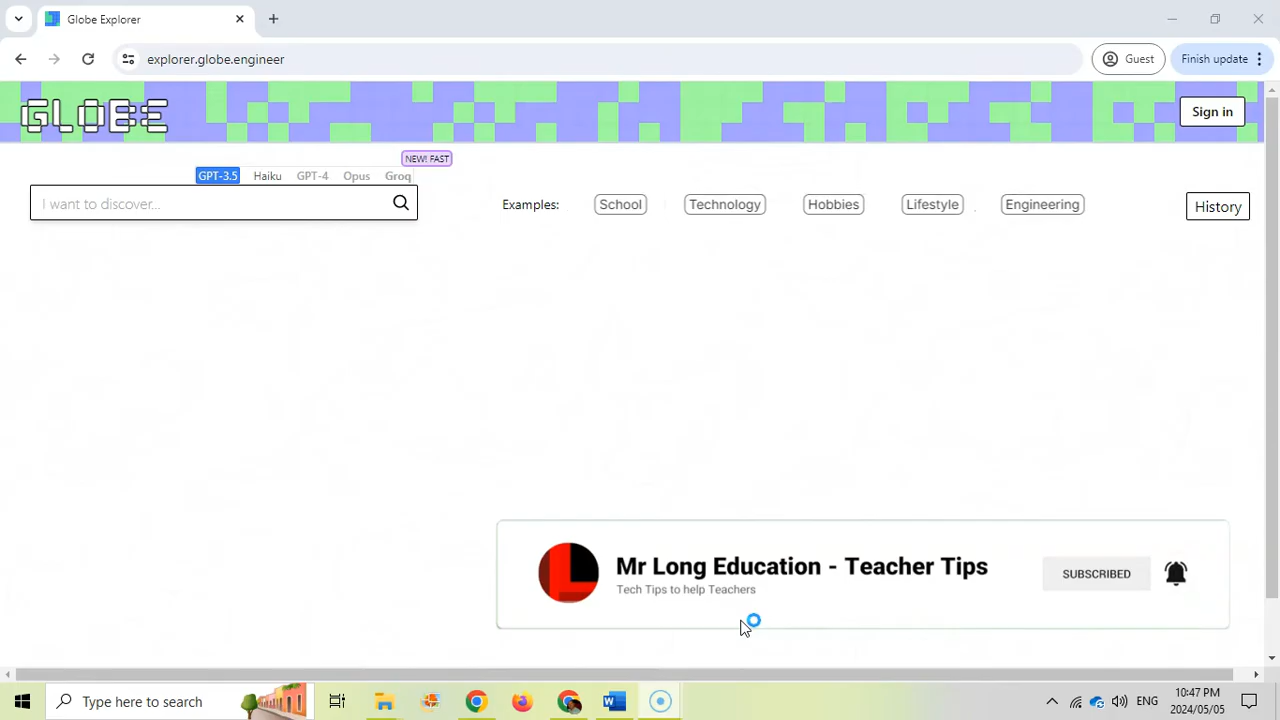 Globe Explorer
explorer.globe.engineer
Guest
Finish update
GLOBE
Sign in
NEW! FAST
GPT-3.5 Haiku GPT-4 Opus Groq
I want to discover...
Examples: School Technology Hobbies Lifestyle Engineering
History
Mr Long Education - Teacher Tips
Tech Tips to help Teachers
SUBSCRIBED
Type here to search
ENG
10:47 PM
2024/05/05